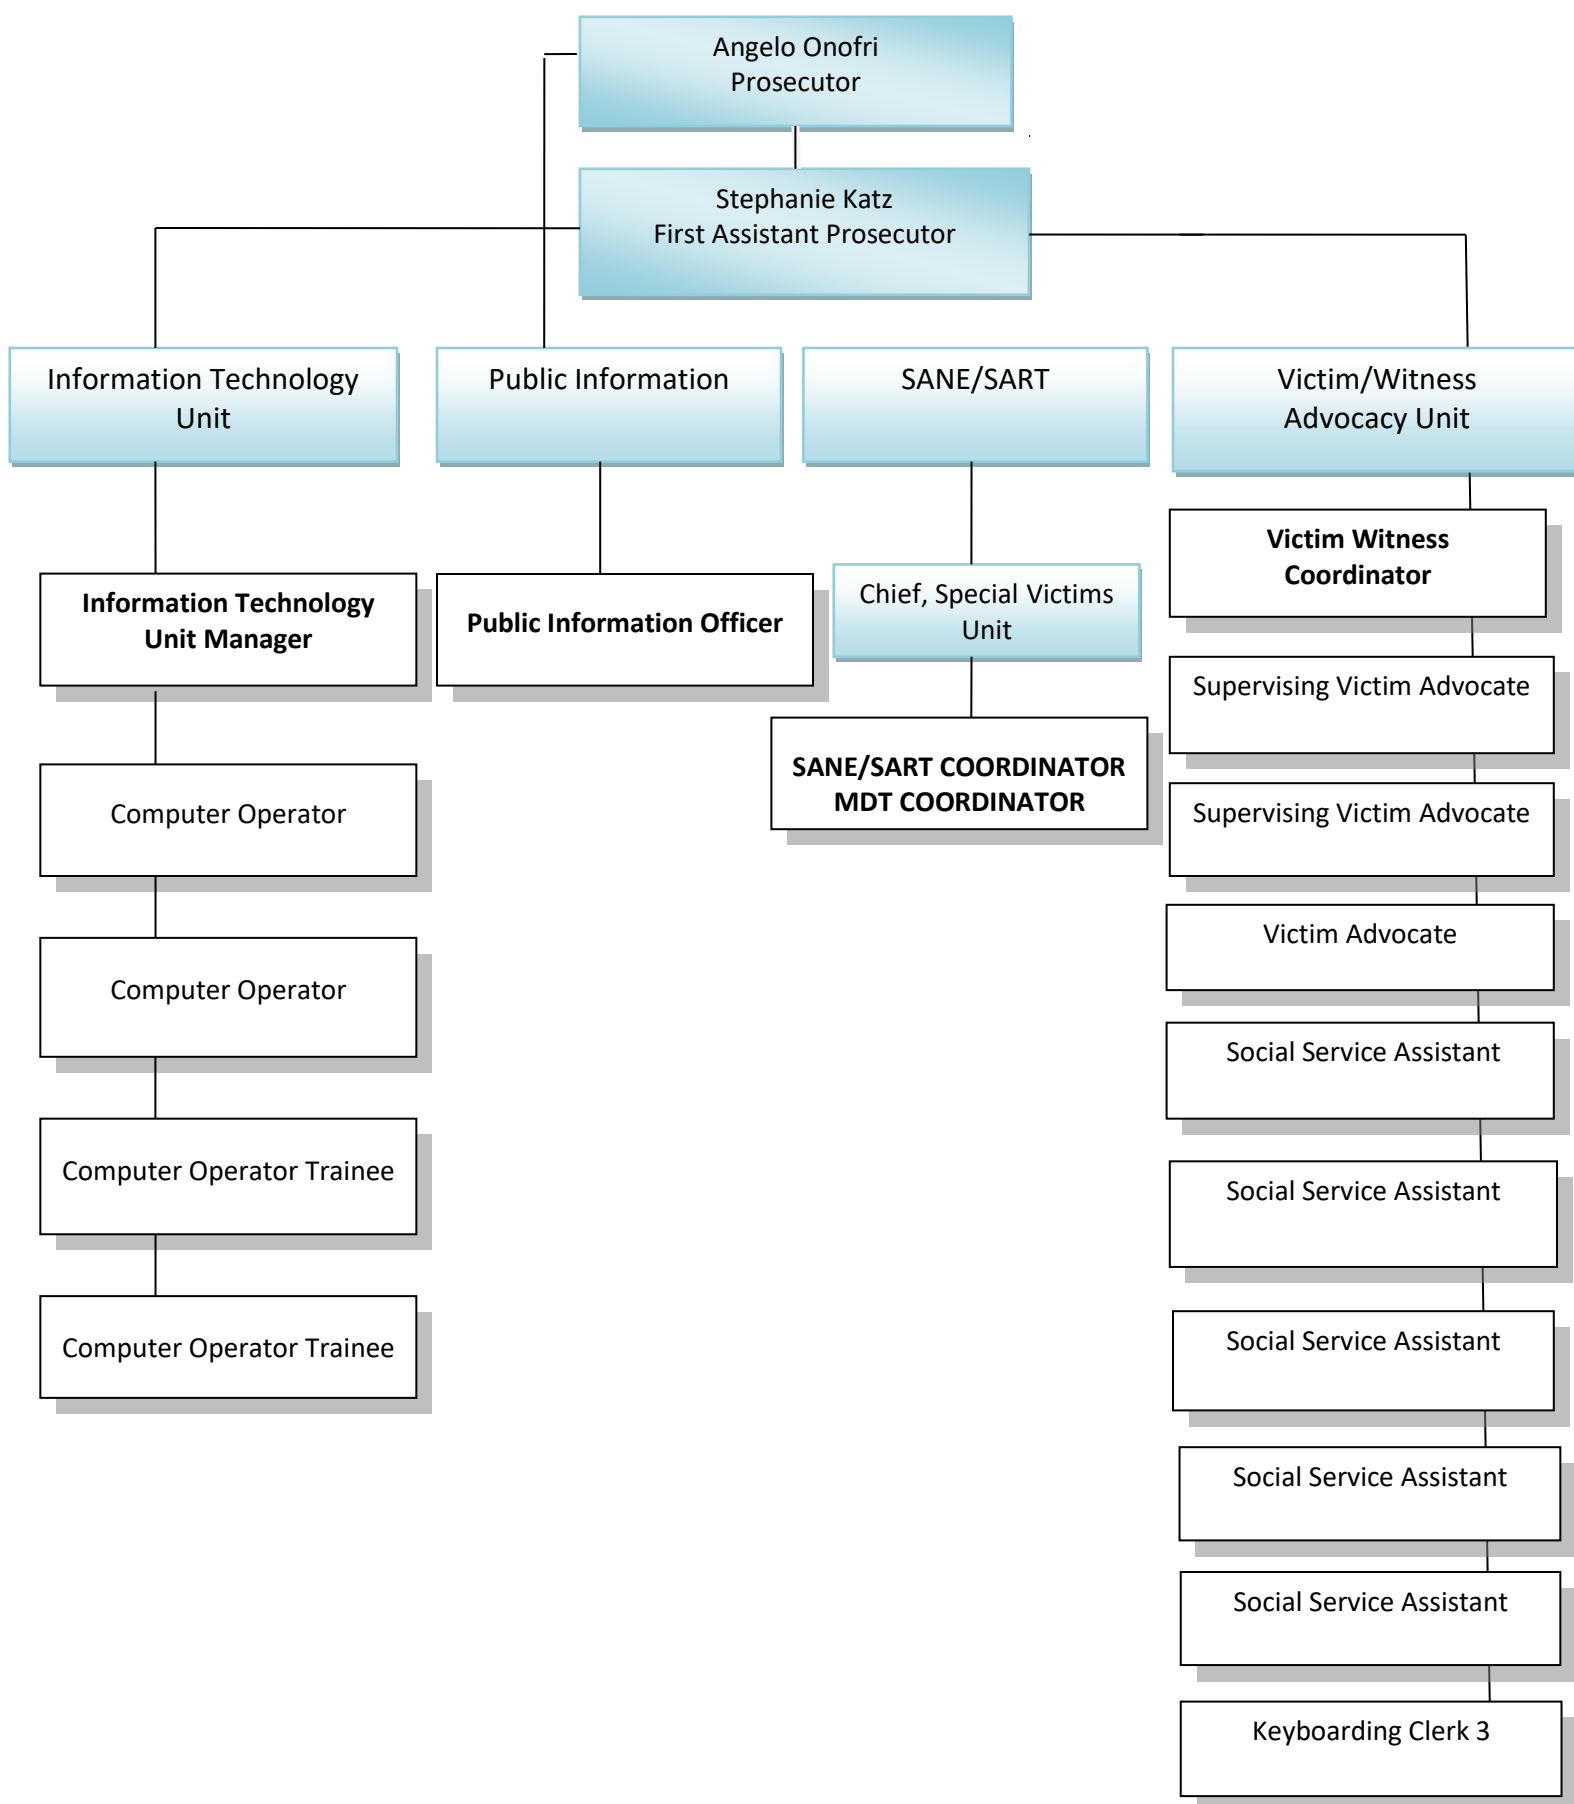 Angelo Onofri
Prosecutor
Stephanie Katz
First Assistant Prosecutor
Information Technology
Unit
Public Information
SANE/SART
Victim/Witness
Advocacy Unit
Information Technology
Unit Manager
Computer Operator
Computer Operator
Computer Operator Trainee
Computer Operator Trainee
Public Information Officer
Chief, Special Victims
Unit
SANE/SART COORDINATOR
MDT COORDINATOR
Victim Witness
Coordinator
Supervising Victim Advocate
Supervising Victim Advocate
Victim Advocate
Social Service Assistant
Social Service Assistant
Social Service Assistant
Social Service Assistant
Social Service Assistant
Keyboarding Clerk 3